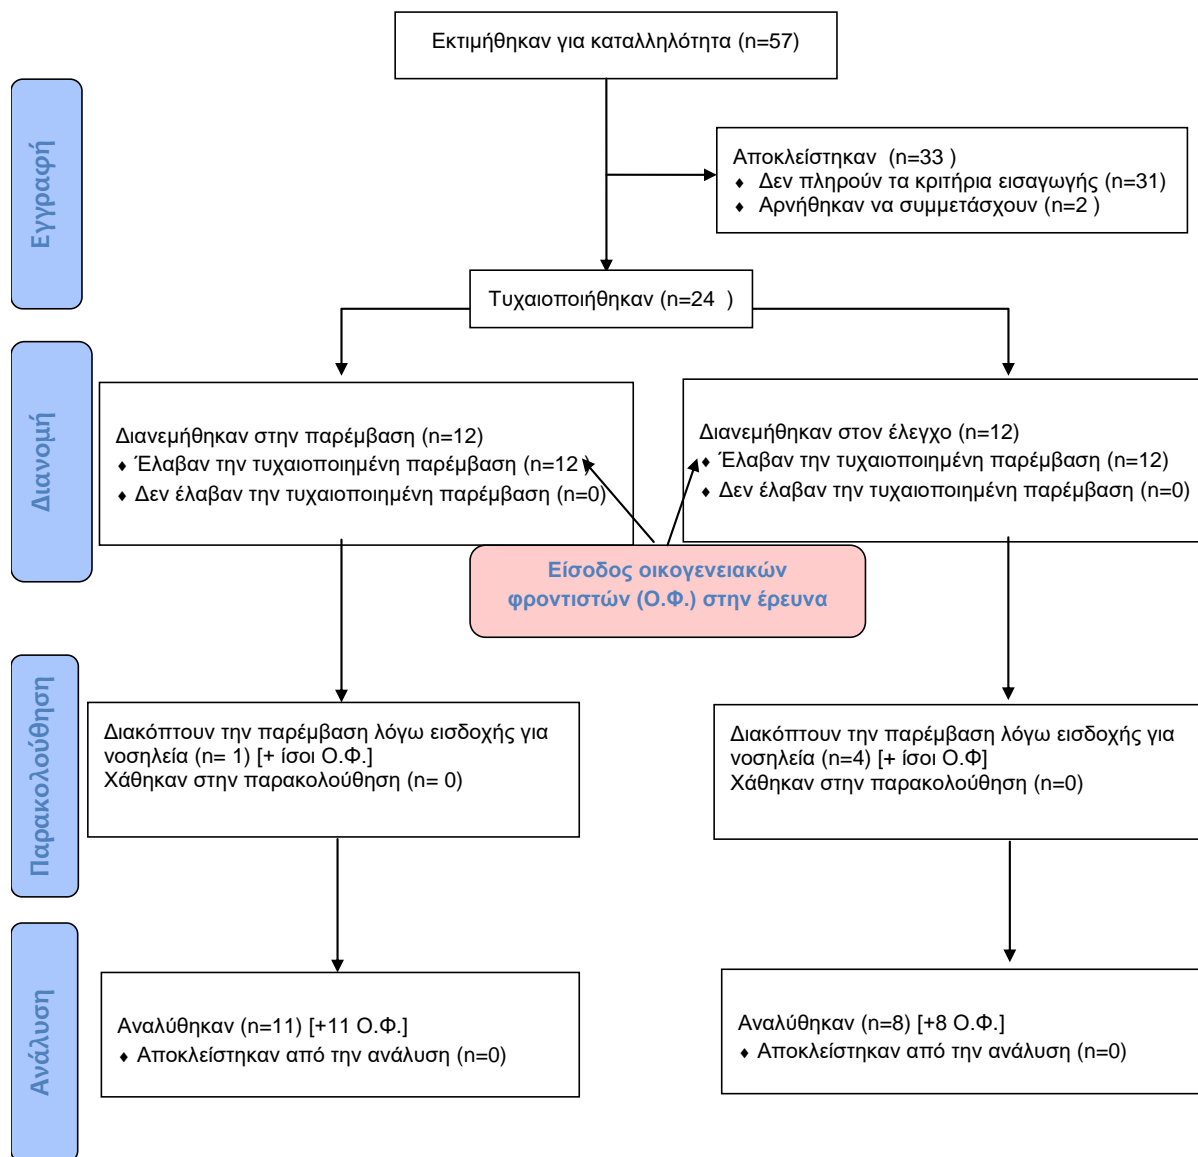 Εκτιμήθηκαν για καταλληλότητα (n=57)
Εγγραφή
Αποκλείστηκαν (n=33 )
♦ Δεν πληρούν τα κριτήρια εισαγωγής (n=31)
♦ Αρνήθηκαν να συμμετάσχουν (n=2 )
Τυχαιοποιήθηκαν (n=24 )
Διανομή
Διανεμήθηκαν στην παρέμβαση (n=12)
♦ Έλαβαν την τυχαιοποιημένη παρέμβαση (n=12 )
♦ Δεν έλαβαν την τυχαιοποιημένη παρέμβαση (n=0)
Διανεμήθηκαν στον έλεγχο (n=12)
♦ Έλαβαν την τυχαιοποιημένη παρέμβαση (n=12)
♦ Δεν έλαβαν την τυχαιοποιημένη παρέμβαση (n=0)
Είσοδος οικογενειακών
φροντιστών (Ο.Φ.) στην έρευνα
Παρακολούθηση
Διακόπτουν την παρέμβαση λόγω εισδοχής για
νοσηλεία (n= 1) [+ ίσοι Ο.Φ.]
Χάθηκαν στην παρακολούθηση (n= 0)
Διακόπτουν την παρέμβαση λόγω εισδοχής για
νοσηλεία (n=4) [+ ίσοι Ο.Φ]
Χάθηκαν στην παρακολούθηση (n=0)
Ανάλυση
Αναλύθηκαν (n=11) [+11 Ο.Φ.]
♦ Αποκλείστηκαν από την ανάλυση (n=0)
Αναλύθηκαν (n=8) [+8 Ο.Φ.]
♦ Αποκλείστηκαν από την ανάλυση (n=0)